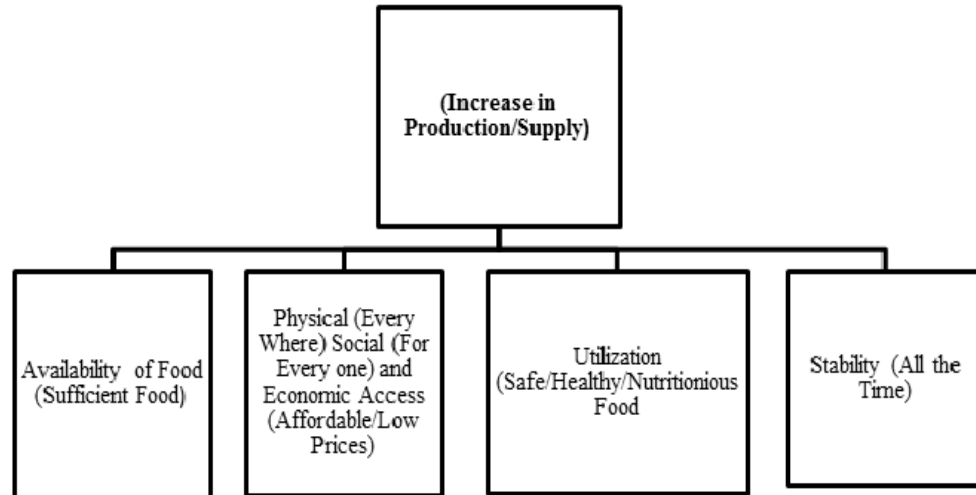 (Increase in
Production/Supply)
Availability of Food
(Sufficient Food)
Physical (Every
Where) Social (For
Every one) and
Economic Access
(Affordable/Low
Prices)
Utilization
(Safe/Healthy/Nutritionious
Food
Stability (All the
Time)